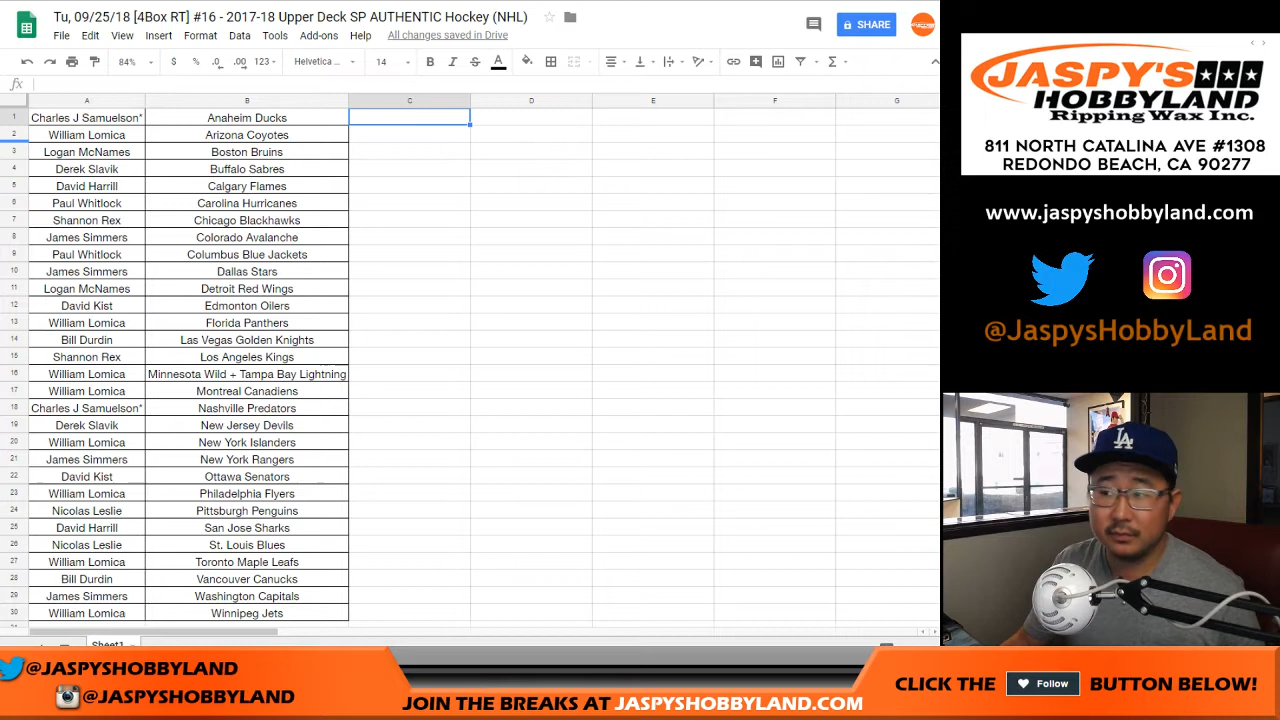 Tu, 09/25/18 [4Box RT] #16 - 2017-18 Upper Deck SP AUTHENTIC Hockey (NHL)
SHARE
File Edit View Insert Format Data Tools Add-ons Help All changes saved in Drive
84% $ % .0 .00 123 Helvetica ... 14 B I S A
fx
A B C D E F G
1 Charles J Samuelson* Anaheim Ducks
2 William Lomica Arizona Coyotes
3 Logan McNames Boston Bruins
4 Derek Slavik Buffalo Sabres
5 David Harrill Calgary Flames
6 Paul Whitlock Carolina Hurricanes
7 Shannon Rex Chicago Blackhawks
8 James Simmers Colorado Avalanche
9 Paul Whitlock Columbus Blue Jackets
10 James Simmers Dallas Stars
11 Logan McNames Detroit Red Wings
12 David Kist Edmonton Oilers
13 William Lomica Florida Panthers
14 Bill Durdin Las Vegas Golden Knights
15 Shannon Rex Los Angeles Kings
16 William Lomica Minnesota Wild + Tampa Bay Lightning
17 William Lomica Montreal Canadiens
18 Charles J Samuelson* Nashville Predators
19 Derek Slavik New Jersey Devils
20 William Lomica New York Islanders
21 James Simmers New York Rangers
22 David Kist Ottawa Senators
23 William Lomica Philadelphia Flyers
24 Nicolas Leslie Pittsburgh Penguins
25 David Harrill San Jose Sharks
26 Nicolas Leslie St. Louis Blues
27 William Lomica Toronto Maple Leafs
28 Bill Durdin Vancouver Canucks
29 James Simmers Washington Capitals
30 William Lomica Winnipeg Jets
Sheet1
JASPY'S
HOBBYLAND
Ripping Wax Inc.
811 NORTH CATALINA AVE #1308
REDONDO BEACH, CA 90277
www.jaspyshobbyland.com
@JaspysHobbyLand
LA
@JASPYSHOBBYLAND
@JASPYSHOBBYLAND
JOIN THE BREAKS AT JASPYSHOBBYLAND.COM
CLICK THE Follow BUTTON BELOW!